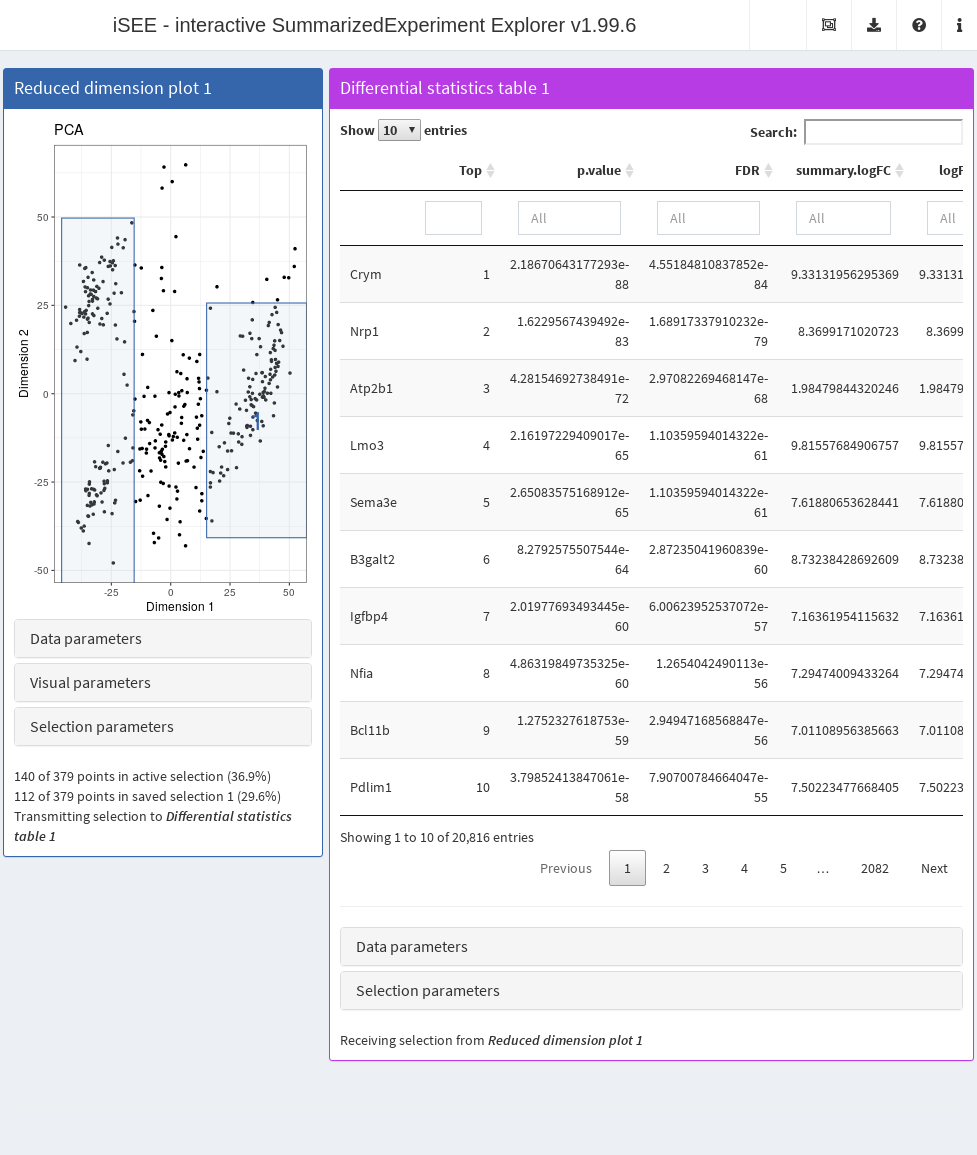 iSEE - interactive SummarizedExperiment Explorer v1.99.6
Reduced dimension plot 1
PCA
Dimension 2
50
25
0
-25
-50
-25 0 25 50
Dimension 1
Data parameters
Visual parameters
Selection parameters
140 of 379 points in active selection (36.9%)
112 of 379 points in saved selection 1 (29.6%)
Transmitting selection to Differential statistics
table 1
Differential statistics table 1
Show 10 entries
Search:
Top p.value FDR summary.logFC logF
All All All All
Crym 1 2.18670643177293e-88 4.55184810837852e-84 9.33131956295369 9.33131
Nrp1 2 1.6229567439492e-83 1.68917337910232e-79 8.3699171020723 8.3699
Atp2b1 3 4.28154692738491e-72 2.97082269468147e-68 1.98479844320246 1.98479
Lmo3 4 2.16197229409017e-65 1.10359594014322e-61 9.81557684906757 9.81557
Sema3e 5 2.65083575168912e-65 1.10359594014322e-61 7.61880653628441 7.61880
B3galt2 6 8.2792575507544e-64 2.87235041960839e-60 8.73238428692609 8.73238
Igfbp4 7 2.01977693493445e-60 6.00623952537072e-57 7.16361954115632 7.16361
Nfia 8 4.86319849735325e-60 1.2654042490113e-56 7.29474009433264 7.29474
Bcl11b 9 1.2752327618753e-59 2.94947168568847e-56 7.01108956385663 7.01108
Pdlim1 10 3.79852413847061e-58 7.90700784664047e-55 7.50223477668405 7.50223
Showing 1 to 10 of 20,816 entries
Previous 1 2 3 4 5 … 2082 Next
Data parameters
Selection parameters
Receiving selection from Reduced dimension plot 1